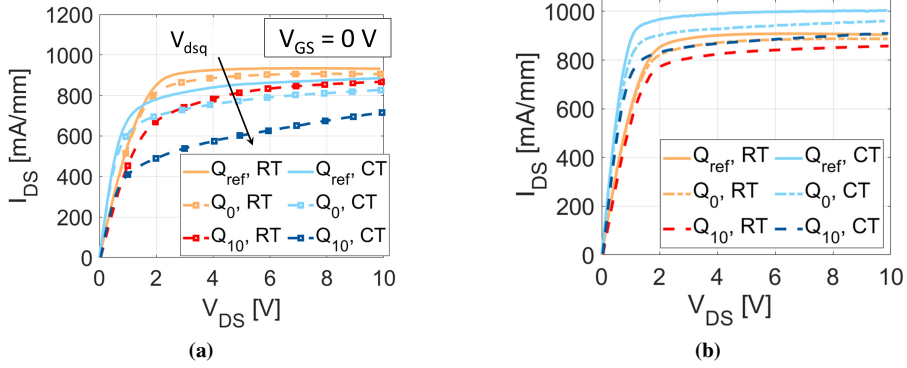 1200
1000
800
600
400
200
0
I_DS [mA/mm]
V_dsq
V_GS = 0 V
Q_ref, RT Q_ref, CT
Q_0, RT Q_0, CT
Q_10, RT Q_10, CT
0 2 4 6 8 10
V_DS [V]
(a)
1000
800
600
400
200
0
I_DS [mA/mm]
Q_ref, RT Q_ref, CT
Q_0, RT Q_0, CT
Q_10, RT Q_10, CT
0 2 4 6 8 10
V_DS [V]
(b)